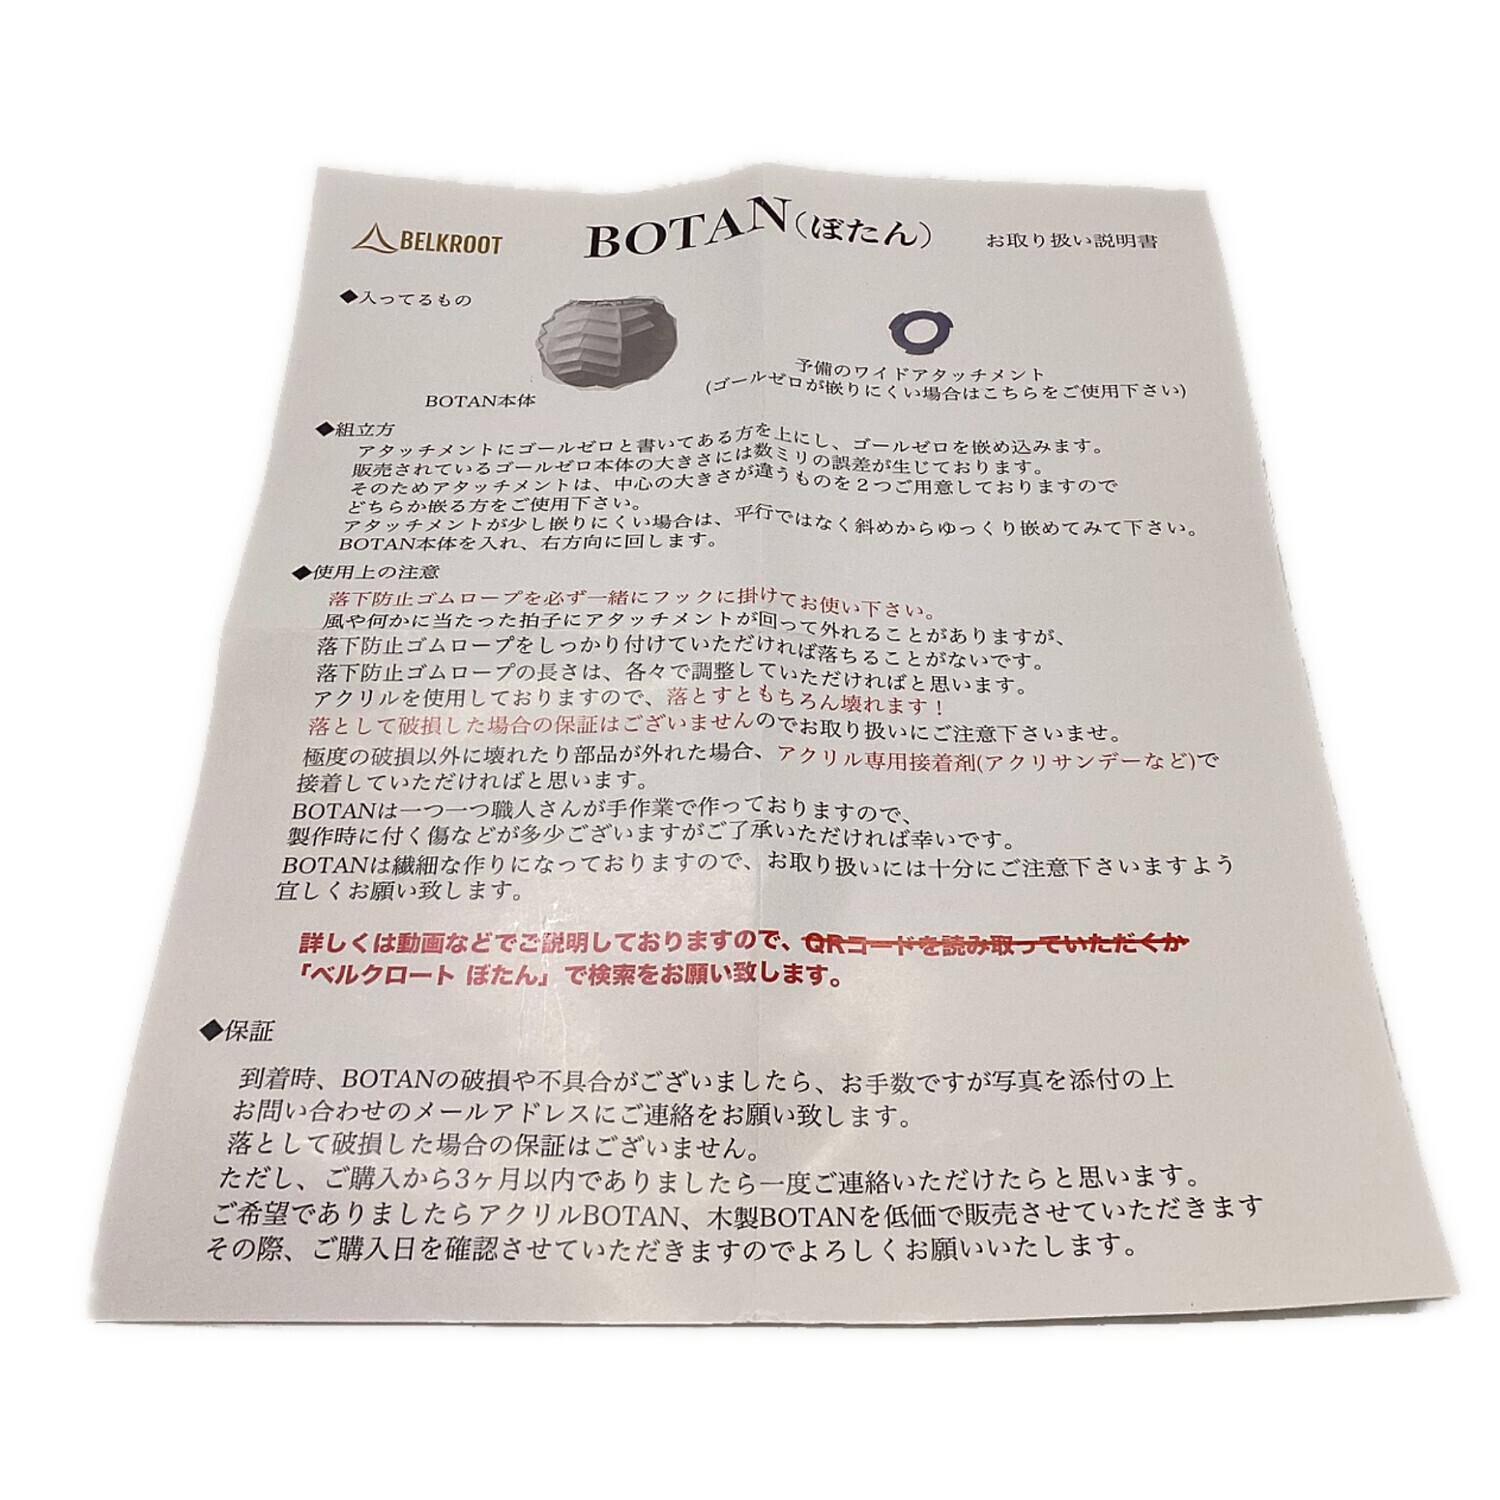 BELKROOT
BOTAN(ぼたん)
お取り扱い説明書
◆入ってるもの
BOTAN本体
予備のワイドアタッチメント
(ゴールゼロが嵌りにくい場合はこちらをご使用下さい)
◆組立方
アタッチメントにゴールゼロと書いてある方を上にし、ゴールゼロを嵌め込みます。
販売されているゴールゼロ本体の大きさには数ミリの誤差が生じております。
そのためアタッチメントは、中心の大きさが違うものを２つご用意しておりますので
どちらか嵌る方をご使用下さい。
アタッチメントが少し嵌りにくい場合は、平行ではなく斜めからゆっくり嵌めてみて下さい。
BOTAN本体を入れ、右方向に回します。
◆使用上の注意
落下防止ゴムロープを必ず一緒にフックに掛けてお使い下さい。
風や何かに当たった拍子にアタッチメントが回って外れることがありますが、
落下防止ゴムロープをしっかり付けていただければ落ちることがないです。
落下防止ゴムロープの長さは、各々で調整していただければと思います。
アクリルを使用しておりますので、落とすともちろん壊れます！
落として破損した場合の保証はございませんのでお取り扱いにご注意下さいませ。
極度の破損以外に壊れたり部品が外れた場合、アクリル専用接着剤(アクリサンデーなど)で
接着していただければと思います。
BOTANは一つ一つ職人さんが手作業で作っておりますので、
製作時に付く傷などが多少ございますがご了承いただければ幸いです。
BOTANは繊細な作りになっておりますので、お取り扱いには十分にご注意下さいますよう
宜しくお願い致します。
詳しくは動画などでご説明しておりますので、QRコードを読み取っていただくか
「ベルクロート ぼたん」で検索をお願い致します。
◆保証
到着時、BOTANの破損や不具合がございましたら、お手数ですが写真を添付の上
お問い合わせのメールアドレスにご連絡をお願い致します。
落として破損した場合の保証はございません。
ただし、ご購入から3ヶ月以内でありましたら一度ご連絡いただけたらと思います。
ご希望でありましたらアクリルBOTAN、木製BOTANを低価で販売させていただきます
その際、ご購入日を確認させていただきますのでよろしくお願いいたします。